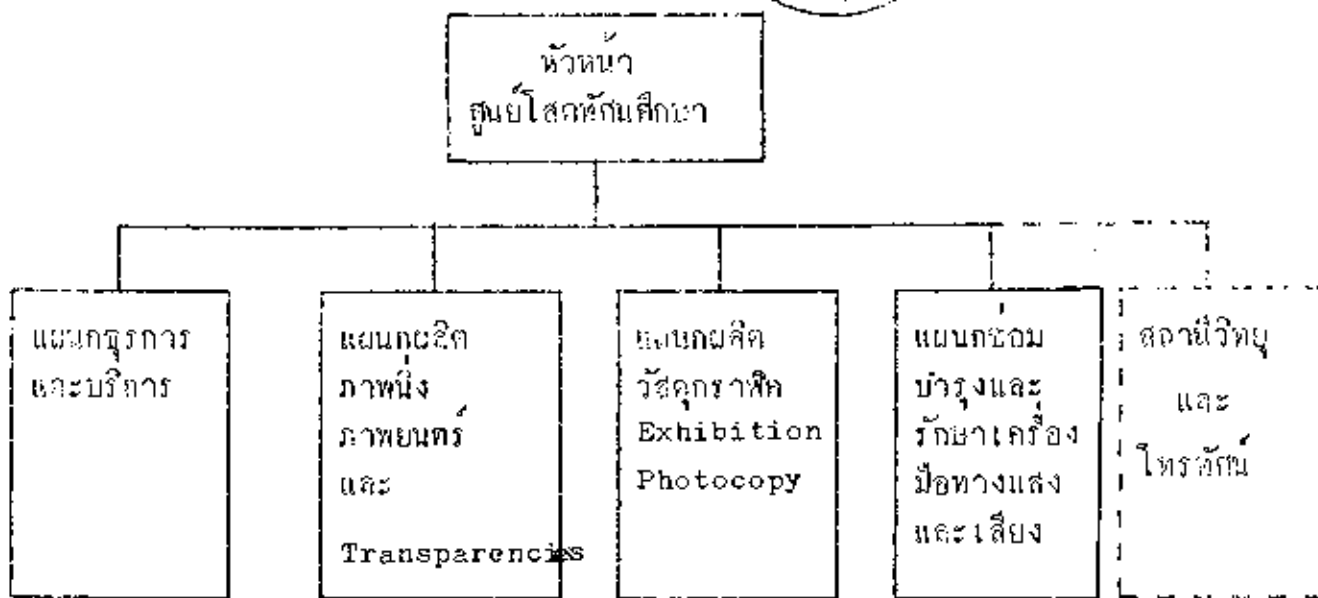 หัวหน้า
ศูนย์โสตทัศนศึกษา
แผนกธุรการ
และบริการ
แผนกผลิต
ภาพนิ่ง
ภาพยนตร์
และ
Transparencies
แผนกผลิต
วัสดุกราฟิค
Exhibition
Photocopy
แผนกซ่อม
บำรุงและ
รักษาเครื่อง
มือทางแสง
และเสียง
สถานีวิทยุ
และ
โทรทัศน์